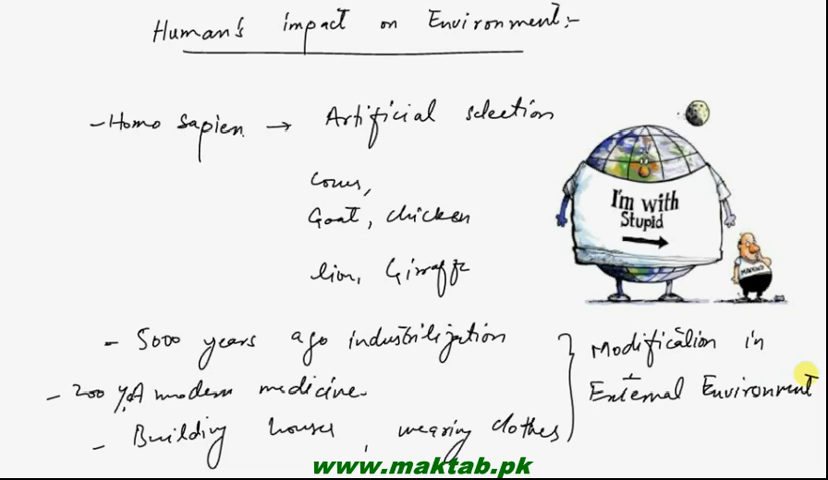 Human's impact on Environment:-
- Homo sapien → Artificial selection
cows,
Goat, chicken
lion, Giraffe
I'm with
Stupid
- 5000 years ago industrilization
- 200 Y.A modern medicine
- Building houses, wearing clothes
Modification in
External Environment
www.maktab.pk